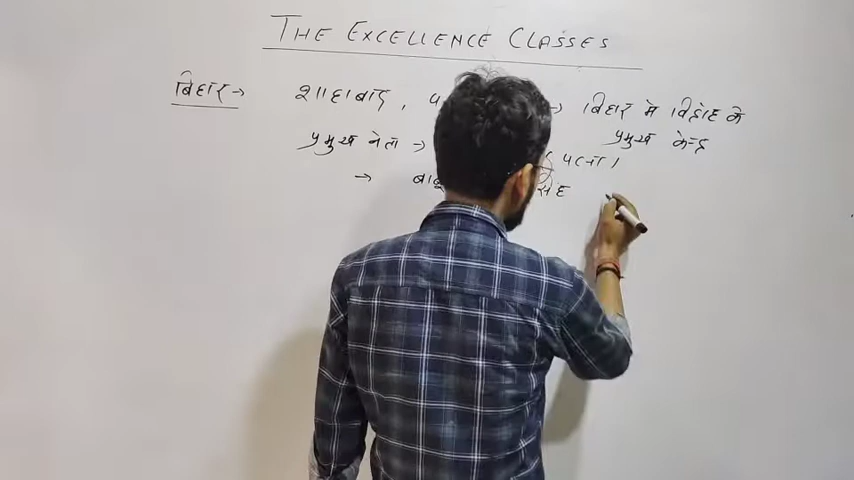 THE EXCELLENCE CLASSES
बिहार → शाहाबाद, → बिहार मे विद्रोह के
प्रमुख नेता → प्रमुख केन्द्र
पटना
→